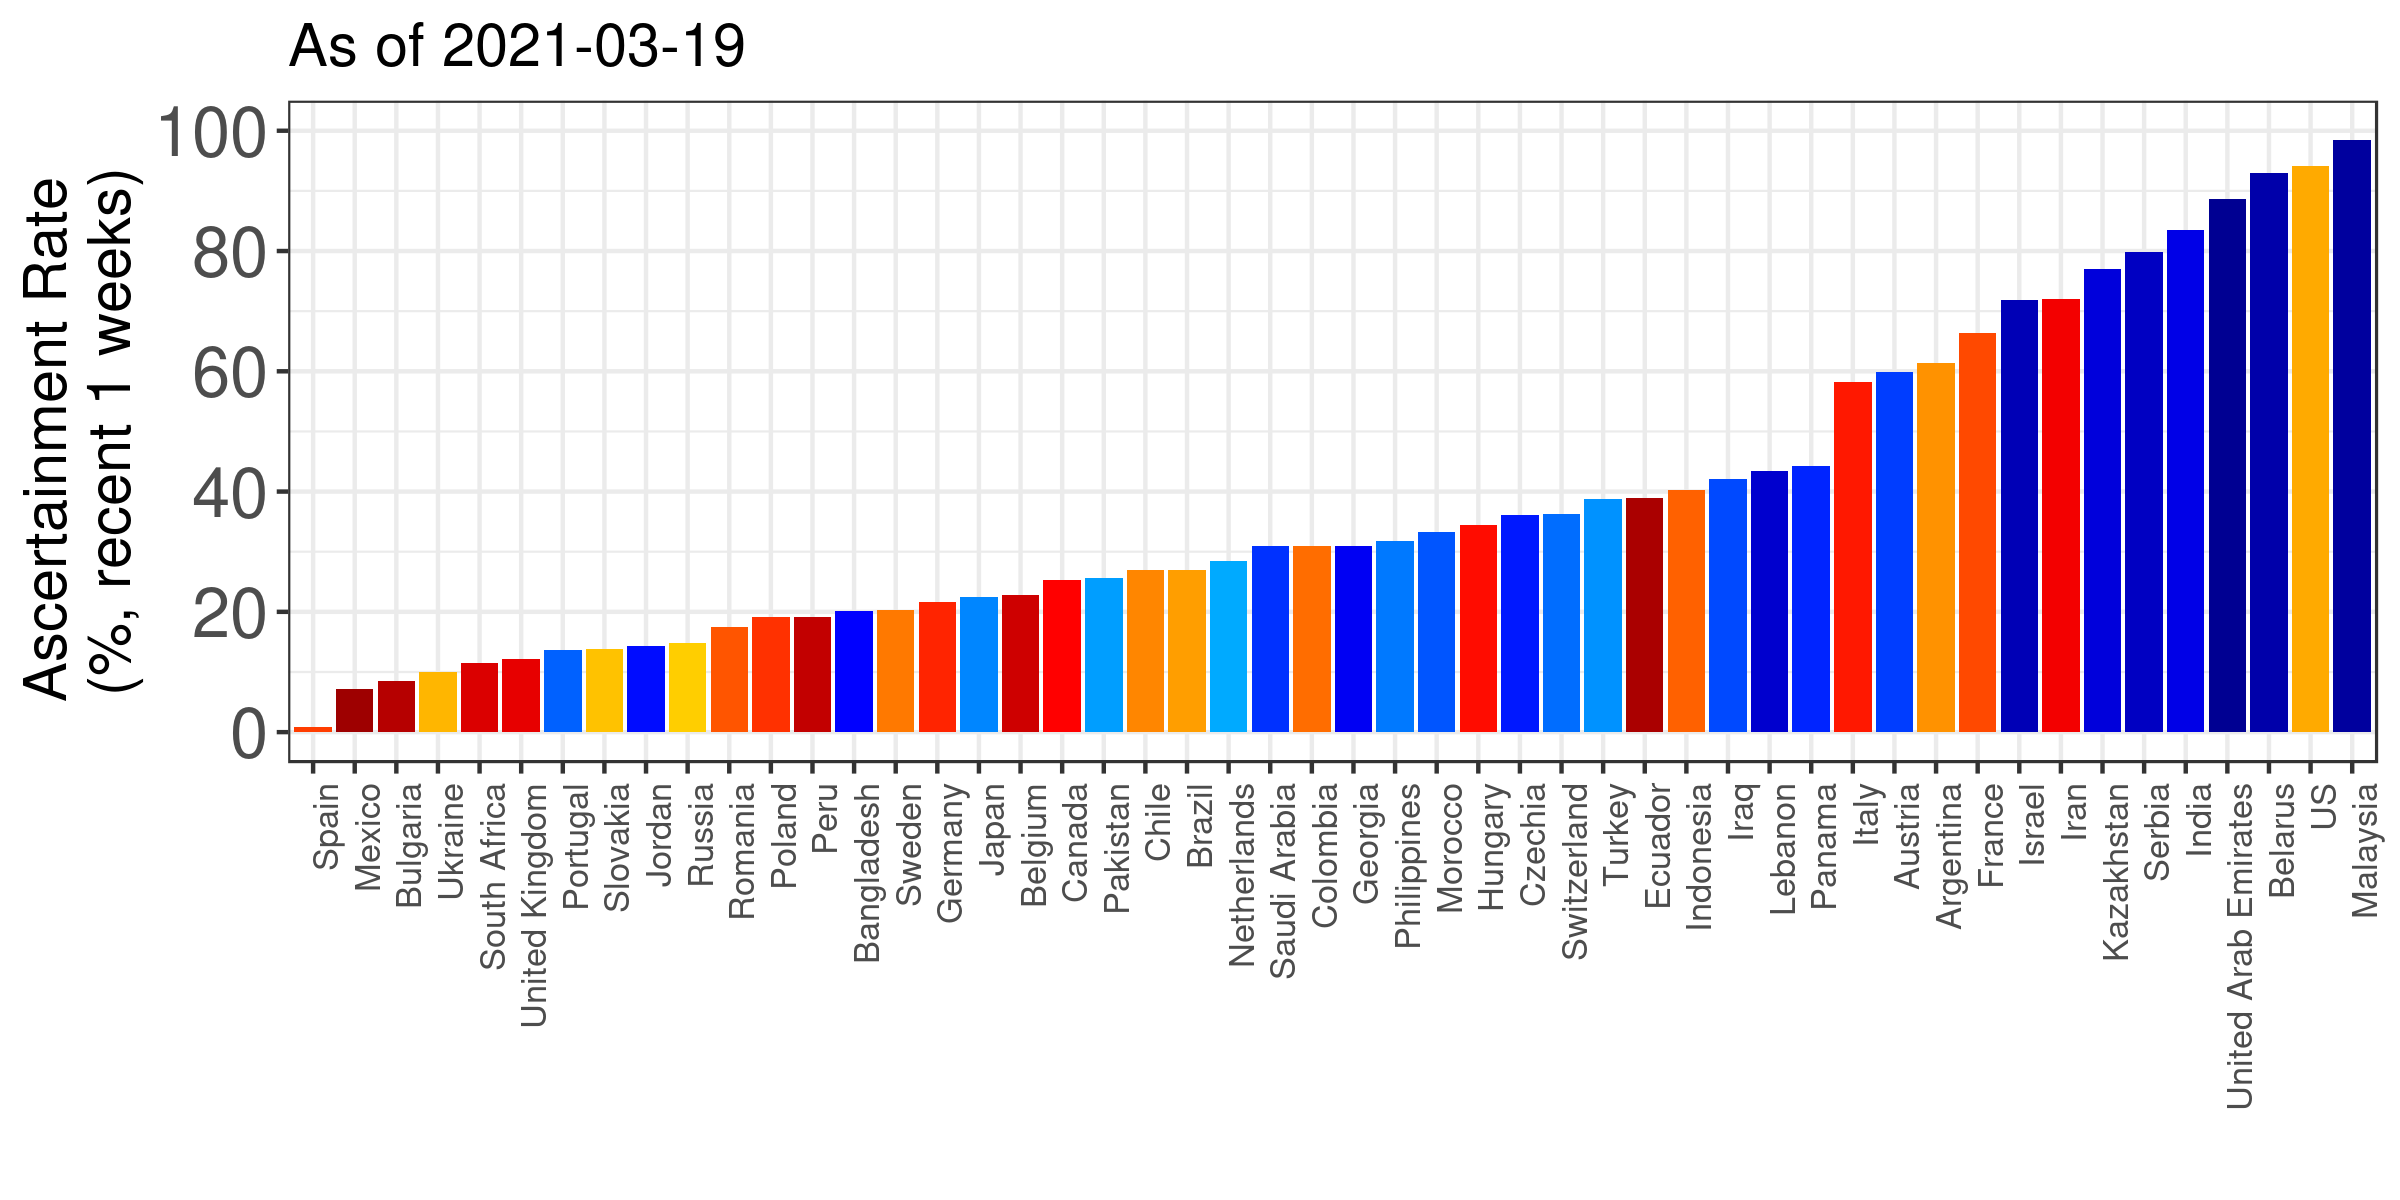 As of 2021-03-19
Ascertainment Rate
(%, recent 1 weeks)
100
80
60
40
20
0
Spain
Mexico
Bulgaria
Ukraine
South Africa
United Kingdom
Portugal
Slovakia
Jordan
Russia
Romania
Poland
Peru
Bangladesh
Sweden
Germany
Japan
Belgium
Canada
Pakistan
Chile
Brazil
Netherlands
Saudi Arabia
Colombia
Georgia
Philippines
Morocco
Hungary
Czechia
Switzerland
Turkey
Ecuador
Indonesia
Iraq
Lebanon
Panama
Italy
Austria
Argentina
France
Israel
Iran
Kazakhstan
Serbia
India
United Arab Emirates
Belarus
US
Malaysia